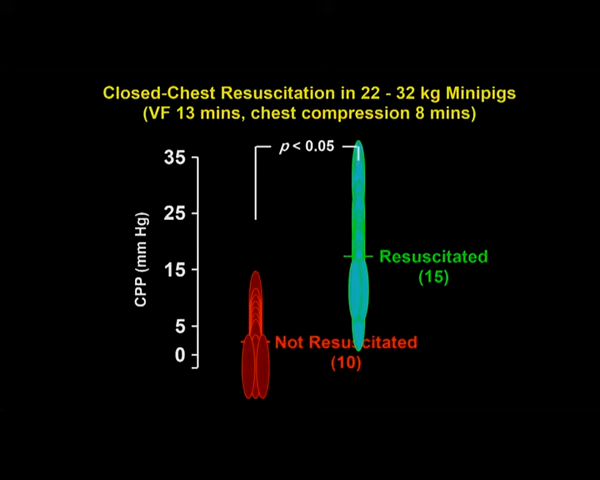 Closed-Chest Resuscitation in 22 - 32 kg Minipigs
(VF 13 mins, chest compression 8 mins)
p < 0.05
35
25
15
5
0
CPP (mm Hg)
Resuscitated
(15)
Not Resuscitated
(10)